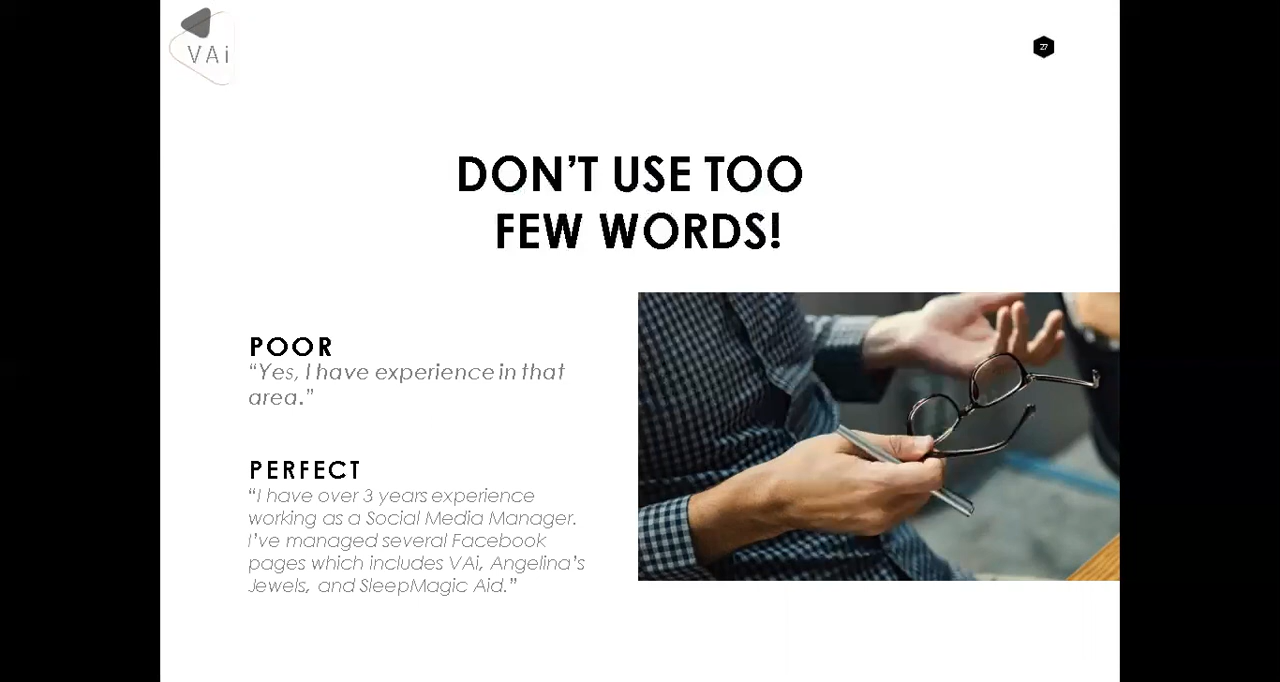 VAi
27
DON’T USE TOO
FEW WORDS!
POOR
“Yes, I have experience in that
area.”
PERFECT
“I have over 3 years experience
working as a Social Media Manager.
I’ve managed several Facebook
pages which includes VAi, Angelina’s
Jewels, and SleepMagic Aid.”